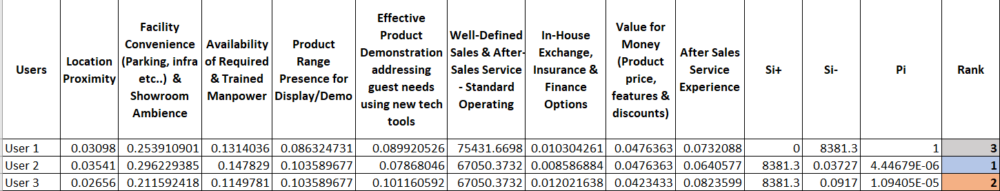 Users
Location
Proximity
Facility
Convenience
(Parking, infra
etc..) &
Showroom
Ambience
Availability
of Required
& Trained
Manpower
Product
Range
Presence for
Display/Demo
Effective
Product
Demonstration
addressing
guest needs
using new tech
tools
Well-Defined
Sales & After-
Sales Service
- Standard
Operating
In-House
Exchange,
Insurance &
Finance
Options
Value for
Money
(Product
price,
features &
discounts)
After Sales
Service
Experience
Si+
Si-
Pi
Rank
User 1 0.03098 0.253910901 0.1314036 0.086324731 0.089920526 75431.6698 0.010304261 0.0476363 0.0732088 0 8381.3 1 3
User 2 0.03541 0.296229385 0.147829 0.103589677 0.07868046 67050.3732 0.008586884 0.0476363 0.0640577 8381.3 0.03727 4.44679E-06 1
User 3 0.02656 0.211592418 0.1149781 0.103589677 0.101160592 67050.3732 0.012021638 0.0423433 0.0823599 8381.3 0.0917 1.09405E-05 2